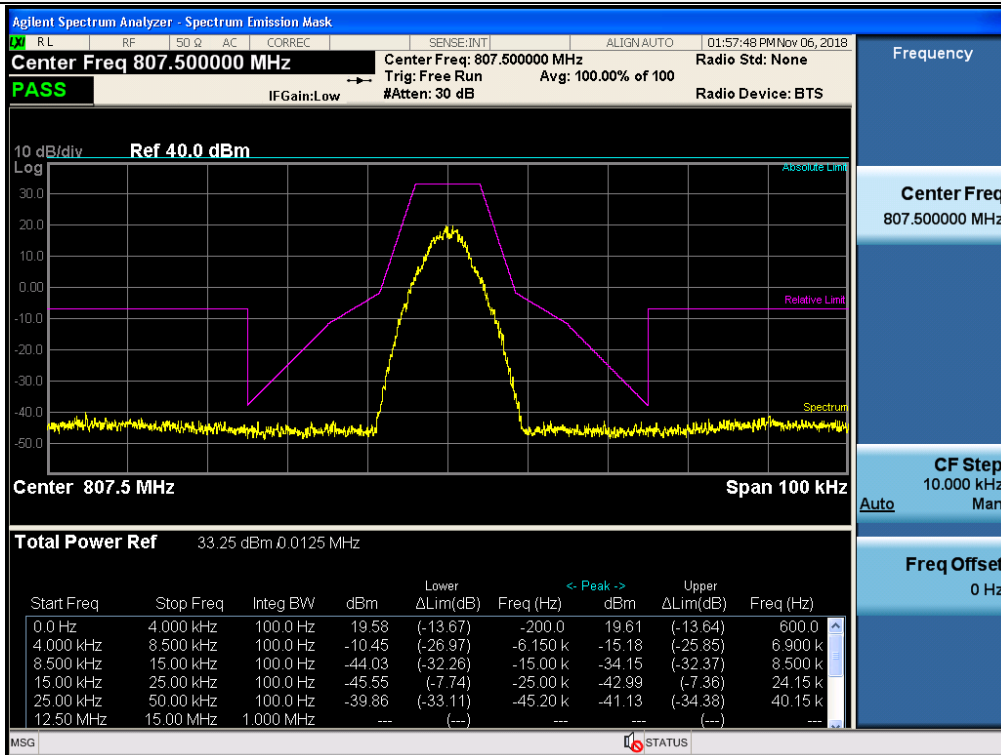 Agilent Spectrum Analyzer - Spectrum Emission Mask
LXI RL RF 50 Ω AC CORREC SENSE:INT ALIGN AUTO 01:57:48 PM Nov 06, 2018
Center Freq 807.500000 MHz
Center Freq: 807.500000 MHz
Radio Std: None
Trig: Free Run Avg: 100.00% of 100
PASS
IFGain:Low #Atten: 30 dB
Radio Device: BTS
10 dB/div Ref 40.0 dBm
Log
Absolute Limit
30.0
20.0
10.0
0.00
Relative Limit
-10.0
-20.0
-30.0
-40.0
Spectrum
-50.0
Center 807.5 MHz Span 100 kHz
Total Power Ref 33.25 dBm / 0.0125 MHz
Lower <- Peak -> Upper
Start Freq Stop Freq Integ BW dBm ΔLim(dB) Freq (Hz) dBm ΔLim(dB) Freq (Hz)
0.0 Hz 4.000 kHz 100.0 Hz 19.58 (-13.67) -200.0 19.61 (-13.64) 600.0
4.000 kHz 8.500 kHz 100.0 Hz -10.45 (-26.97) -6.150 k -15.18 (-25.85) 6.900 k
8.500 kHz 15.00 kHz 100.0 Hz -44.03 (-32.26) -15.00 k -34.15 (-32.37) 8.500 k
15.00 kHz 25.00 kHz 100.0 Hz -45.55 (-7.74) -25.00 k -42.99 (-7.36) 24.15 k
25.00 kHz 50.00 kHz 100.0 Hz -39.86 (-33.11) -45.20 k -41.13 (-34.38) 40.15 k
12.50 MHz 15.00 MHz 1.000 MHz --- (---) --- --- (---) ---
MSG STATUS
Frequency
Center Freq
807.500000 MHz
CF Step
10.000 kHz
Auto Man
Freq Offset
0 Hz